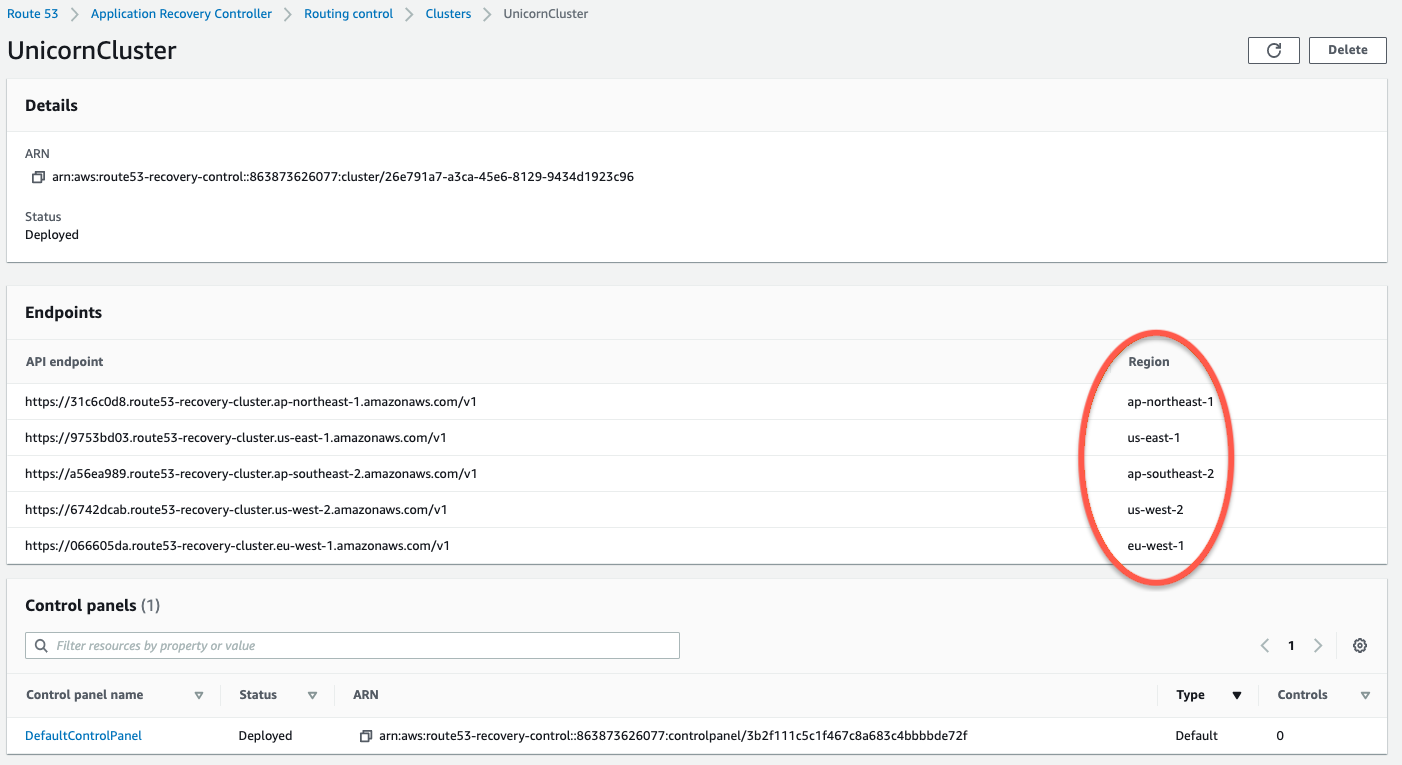 Route 53 Application Recovery Controller Routing control Clusters UnicornCluster
UnicornCluster
Delete
Details
ARN
arn:aws:route53-recovery-control::863873626077:cluster/26e791a7-a3ca-45e6-8129-9434d1923c96
Status
Deployed
Endpoints
API endpoint Region
https://31c6c0d8.route53-recovery-cluster.ap-northeast-1.amazonaws.com/v1 ap-northeast-1
https://9753bd03.route53-recovery-cluster.us-east-1.amazonaws.com/v1 us-east-1
https://a56ea989.route53-recovery-cluster.ap-southeast-2.amazonaws.com/v1 ap-southeast-2
https://6742dcab.route53-recovery-cluster.us-west-2.amazonaws.com/v1 us-west-2
https://066605da.route53-recovery-cluster.eu-west-1.amazonaws.com/v1 eu-west-1
Control panels (1)
Filter resources by property or value 1
Control panel name Status ARN Type Controls
DefaultControlPanel Deployed arn:aws:route53-recovery-control::863873626077:controlpanel/3b2f111c5c1f467c8a683c4bbbbde72f Default 0